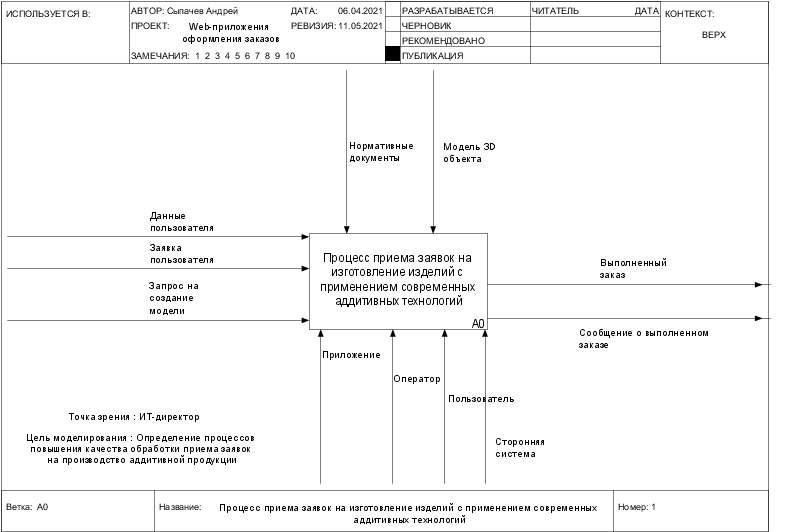 ИСПОЛЬЗУЕТСЯ В:
АВТОР: Сыпачев Андрей
ДАТА: 06.04.2021
ПРОЕКТ: Web-приложения
оформления заказов
РЕВИЗИЯ: 11.05.2021
ЗАМЕЧАНИЯ: 1 2 3 4 5 6 7 8 9 10
РАЗРАБАТЫВАЕТСЯ
ЧЕРНОВИК
РЕКОМЕНДОВАНО
ПУБЛИКАЦИЯ
ЧИТАТЕЛЬ
ДАТА
КОНТЕКСТ:
ВЕРХ
Нормативные
документы
Модель 3D
объекта
Данные
пользователя
Заявка
пользователя
Запрос на
создание
модели
Процесс приема заявок на
изготовление изделий с
применением современных
аддитивных технологий
A0
Выполненный
заказ
Сообщение о выполненном
заказе
Приложение
Оператор
Пользователь
Сторонняя
система
Точка зрения : ИТ-директор
Цель моделирования : Определение процессов
повышения качества обработки приема заявок
на производство аддитивной продукции
Ветка: A0
Название: Процесс приема заявок на изготовление изделий с применением современных
аддитивных технологий
Номер: 1